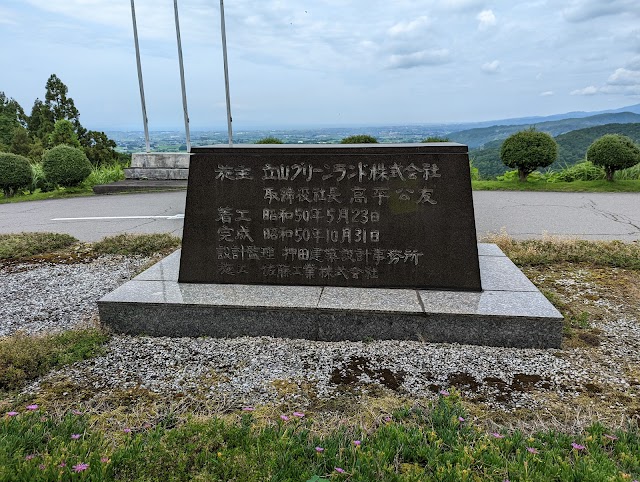 施主 立山グリーンランド株式会社
取締役社長 高平公友
着工 昭和50年5月23日
完成 昭和50年10月31日
設計監理 押田建築設計事務所
施工 佐藤工業株式会社